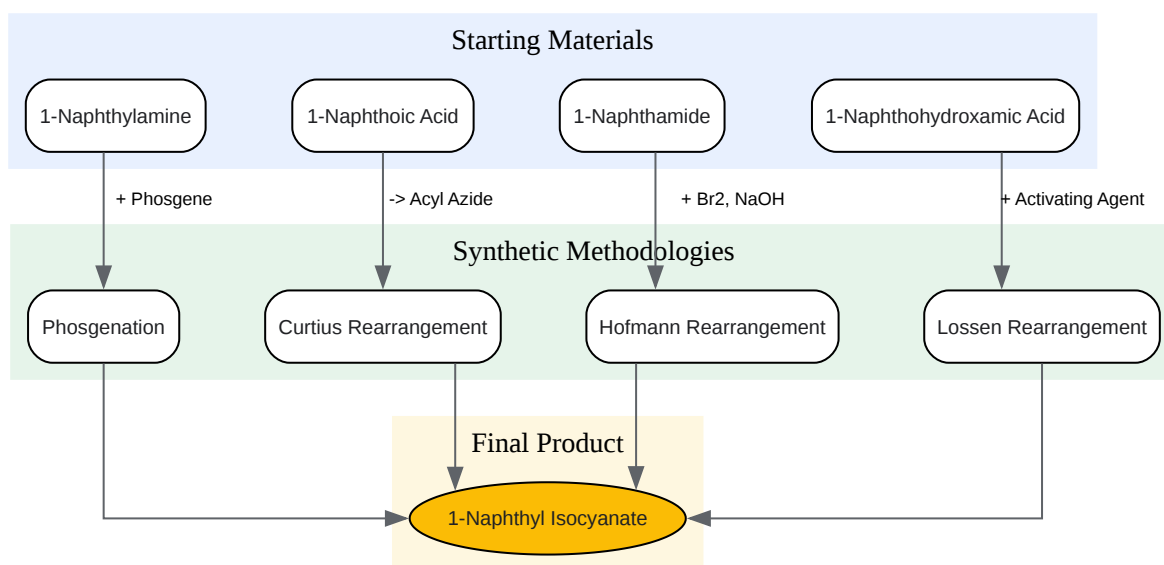 Starting Materials
1-Naphthylamine
1-Naphthoic Acid
1-Naphthamide
1-Naphthohydroxamic Acid
+ Phosgene
-> Acyl Azide
+ Br2, NaOH
+ Activating Agent
Synthetic Methodologies
Phosgenation
Curtius Rearrangement
Hofmann Rearrangement
Lossen Rearrangement
Final Product
1-Naphthyl Isocyanate